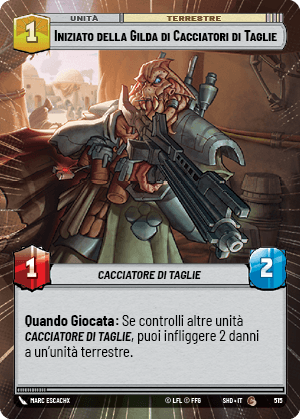 UNITÀ
TERRESTRE
1
Iniziato della Gilda di Cacciatori di Taglie
1
2
CACCIATORE DI TAGLIE
Quando Giocata: Se controlli altre unità
CACCIATORE DI TAGLIE, puoi infliggere 2 danni
a un'unità terrestre.
MARC ESCACHX
© LFL © FFG
SHD • IT
515